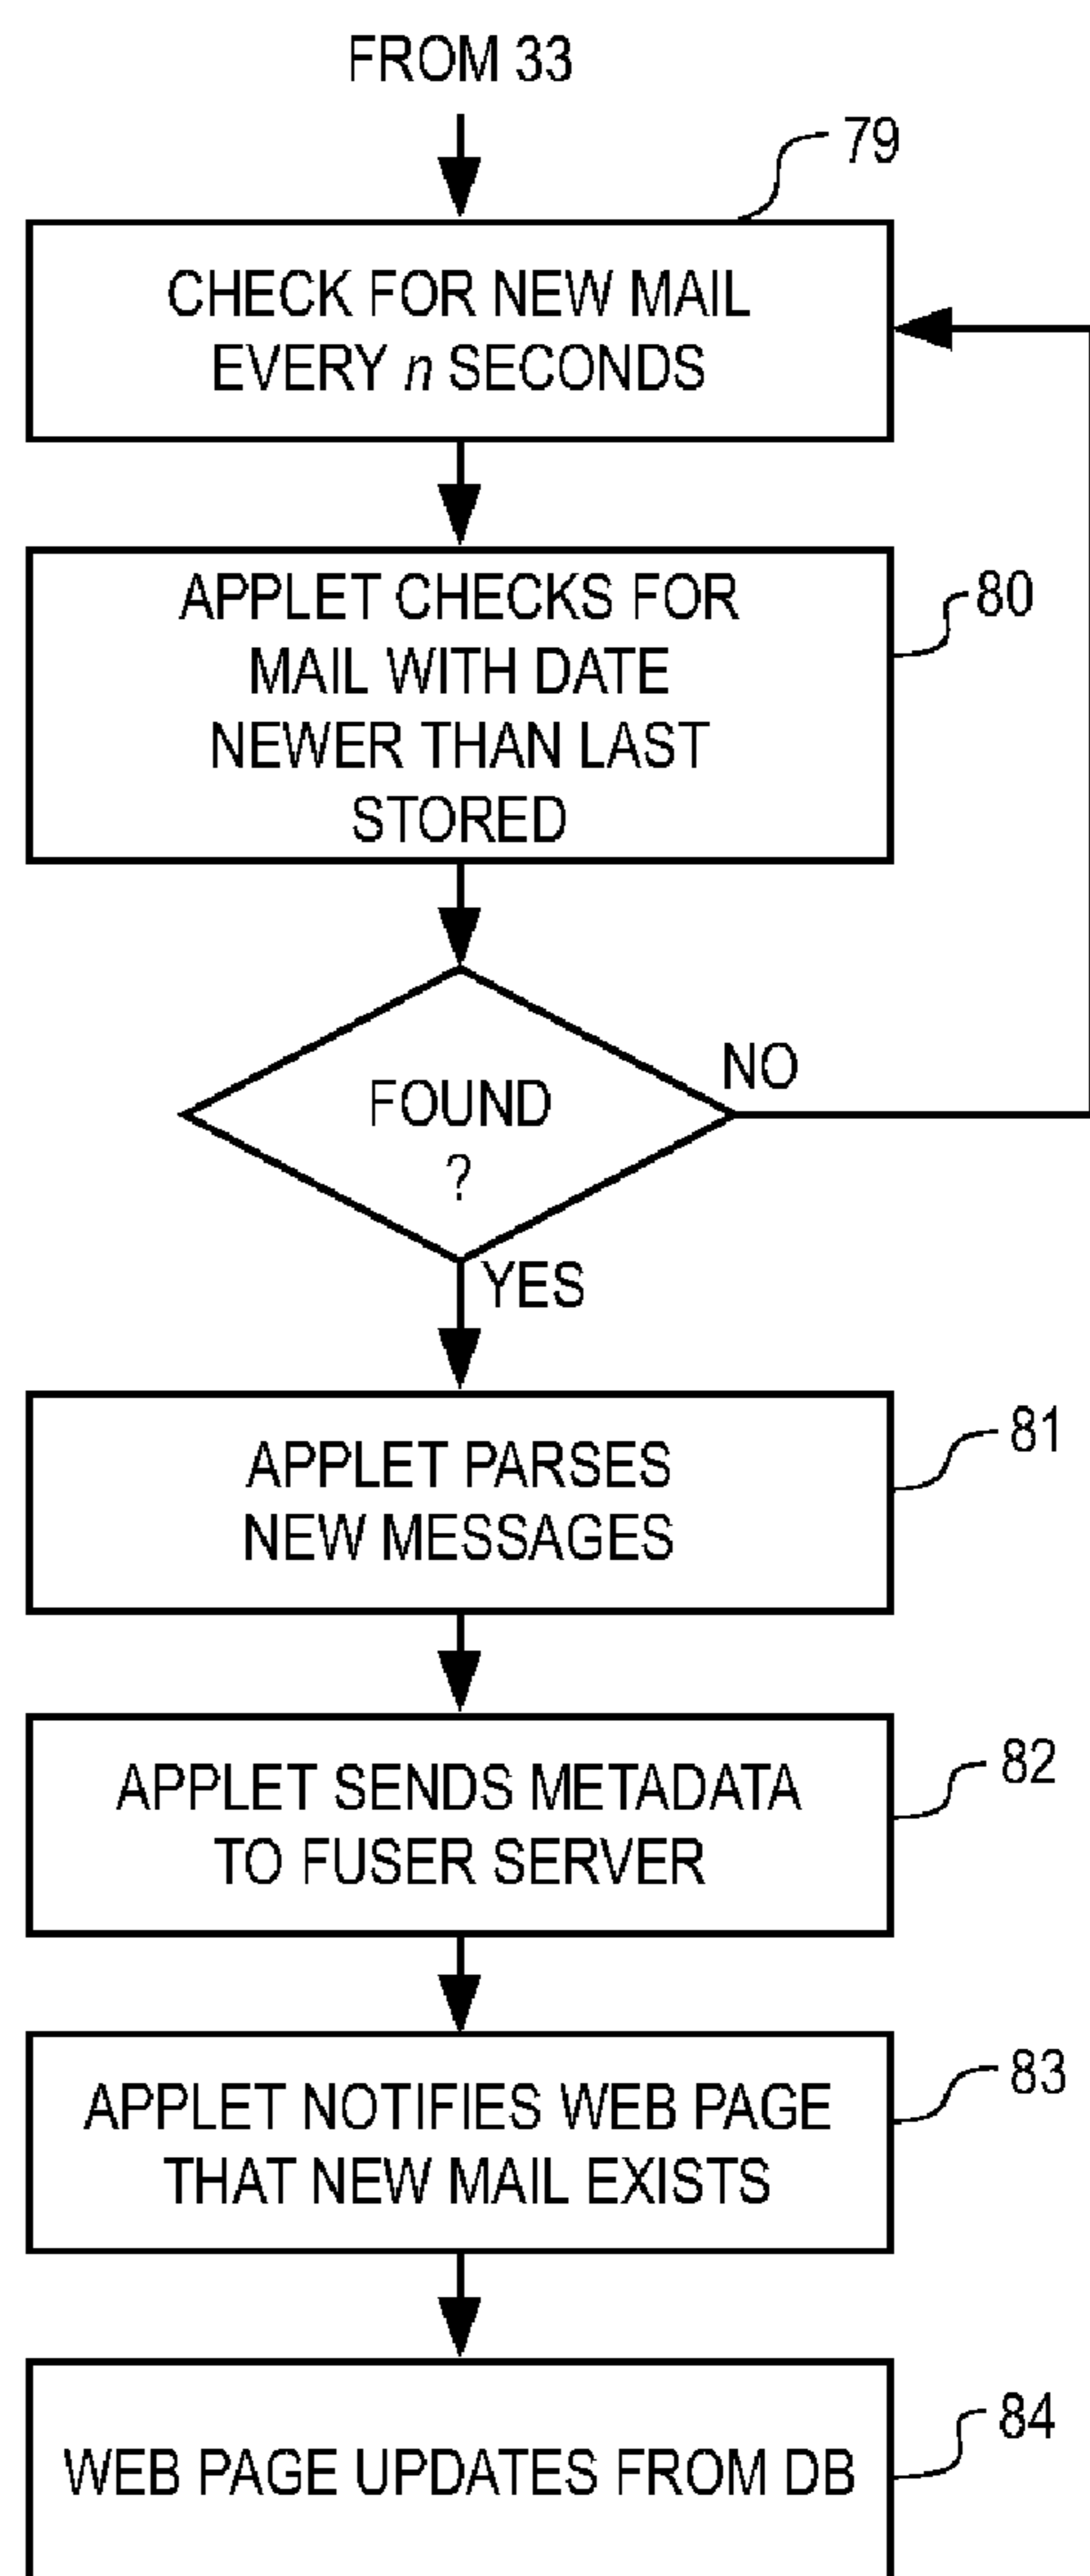 FROM 33
79
CHECK FOR NEW MAIL
EVERY n SECONDS
80
APPLET CHECKS FOR
MAIL WITH DATE
NEWER THAN LAST
STORED
FOUND
?
NO
YES
81
APPLET PARSES
NEW MESSAGES
82
APPLET SENDS METADATA
TO FUSER SERVER
83
APPLET NOTIFIES WEB PAGE
THAT NEW MAIL EXISTS
84
WEB PAGE UPDATES FROM DB